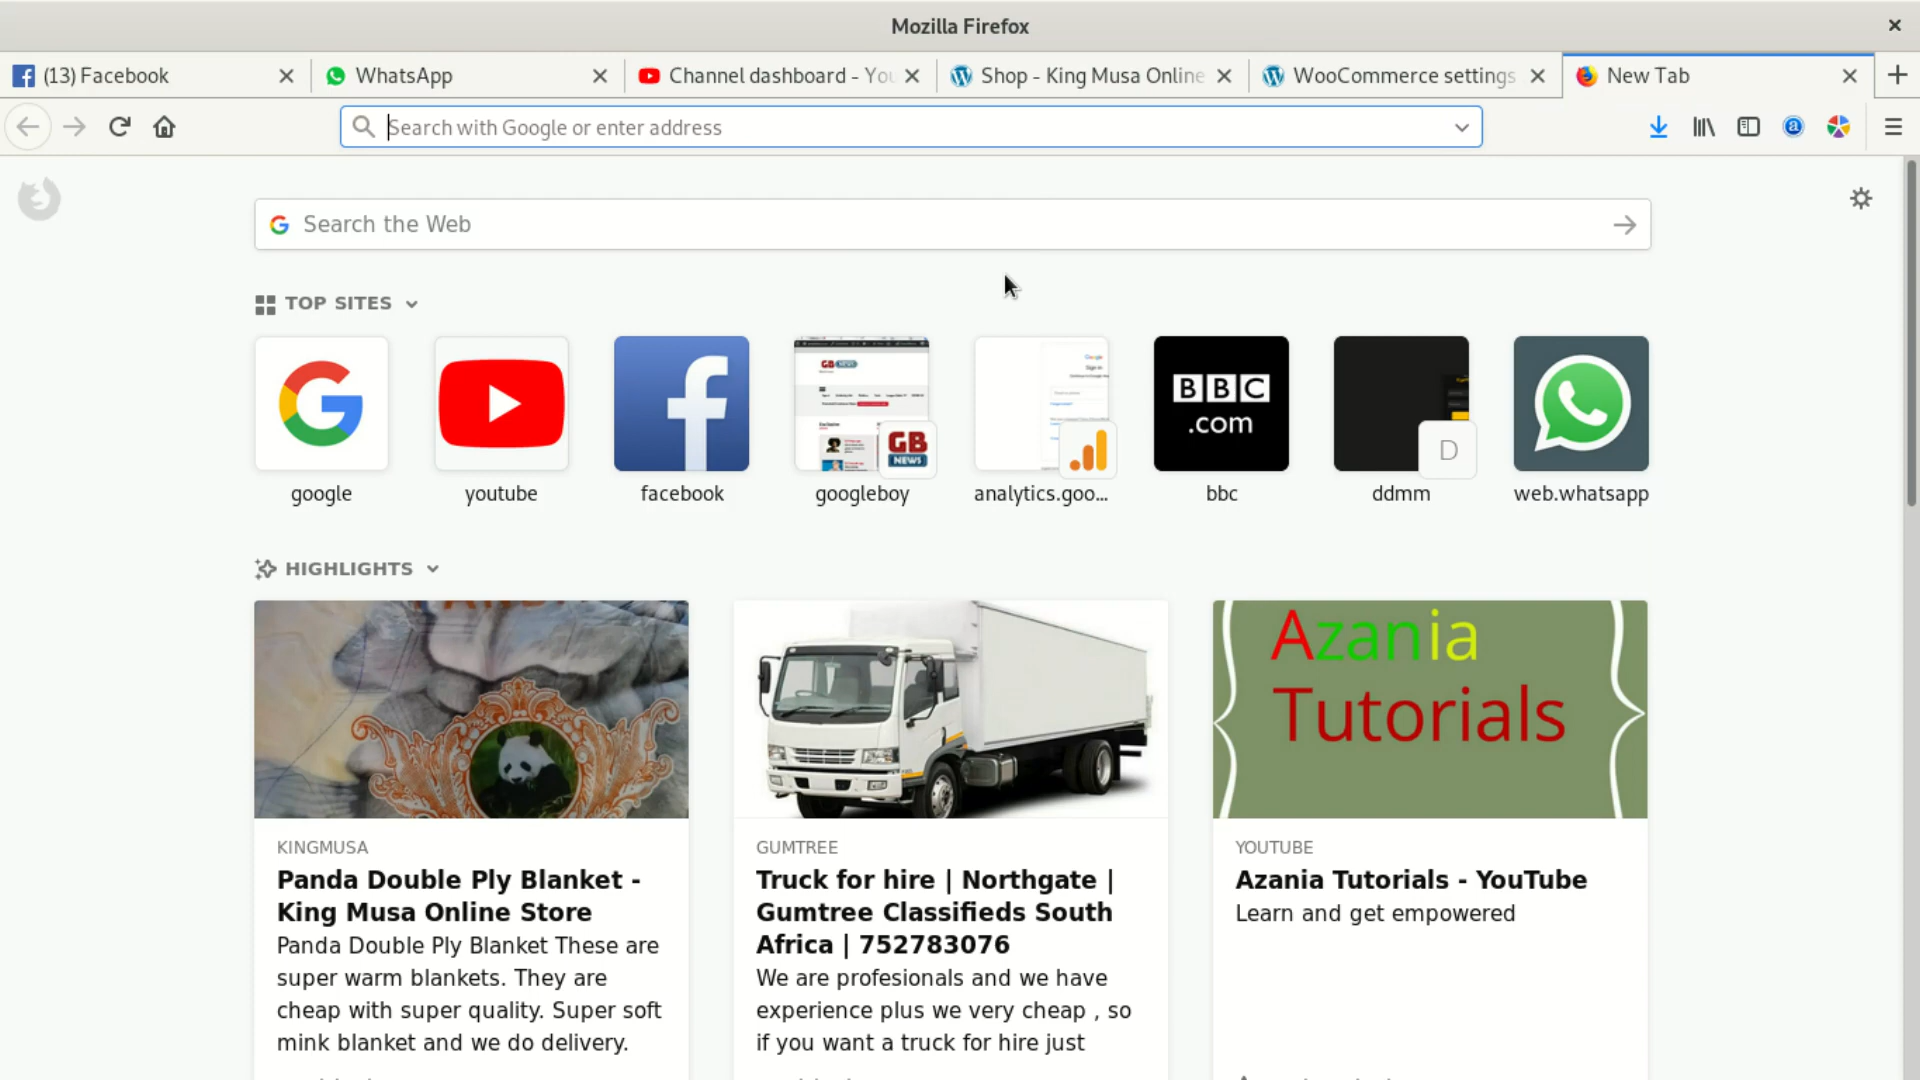 Mozilla Firefox
(13) Facebook
WhatsApp
Channel dashboard - You
Shop - King Musa Online
WooCommerce settings
New Tab
Search with Google or enter address
a
Search the Web
TOP SITES
GB
NEWS
BBC
.com
D
google
youtube
facebook
googleboy
analytics.goo...
bbc
ddmm
web.whatsapp
HIGHLIGHTS
Azania
Tutorials
KINGMUSA
Panda Double Ply Blanket -
King Musa Online Store
Panda Double Ply Blanket These are
super warm blankets. They are
cheap with super quality. Super soft
mink blanket and we do delivery.
GUMTREE
Truck for hire | Northgate |
Gumtree Classifieds South
Africa | 752783076
We are profesionals and we have
experience plus we very cheap , so
if you want a truck for hire just
YOUTUBE
Azania Tutorials - YouTube
Learn and get empowered